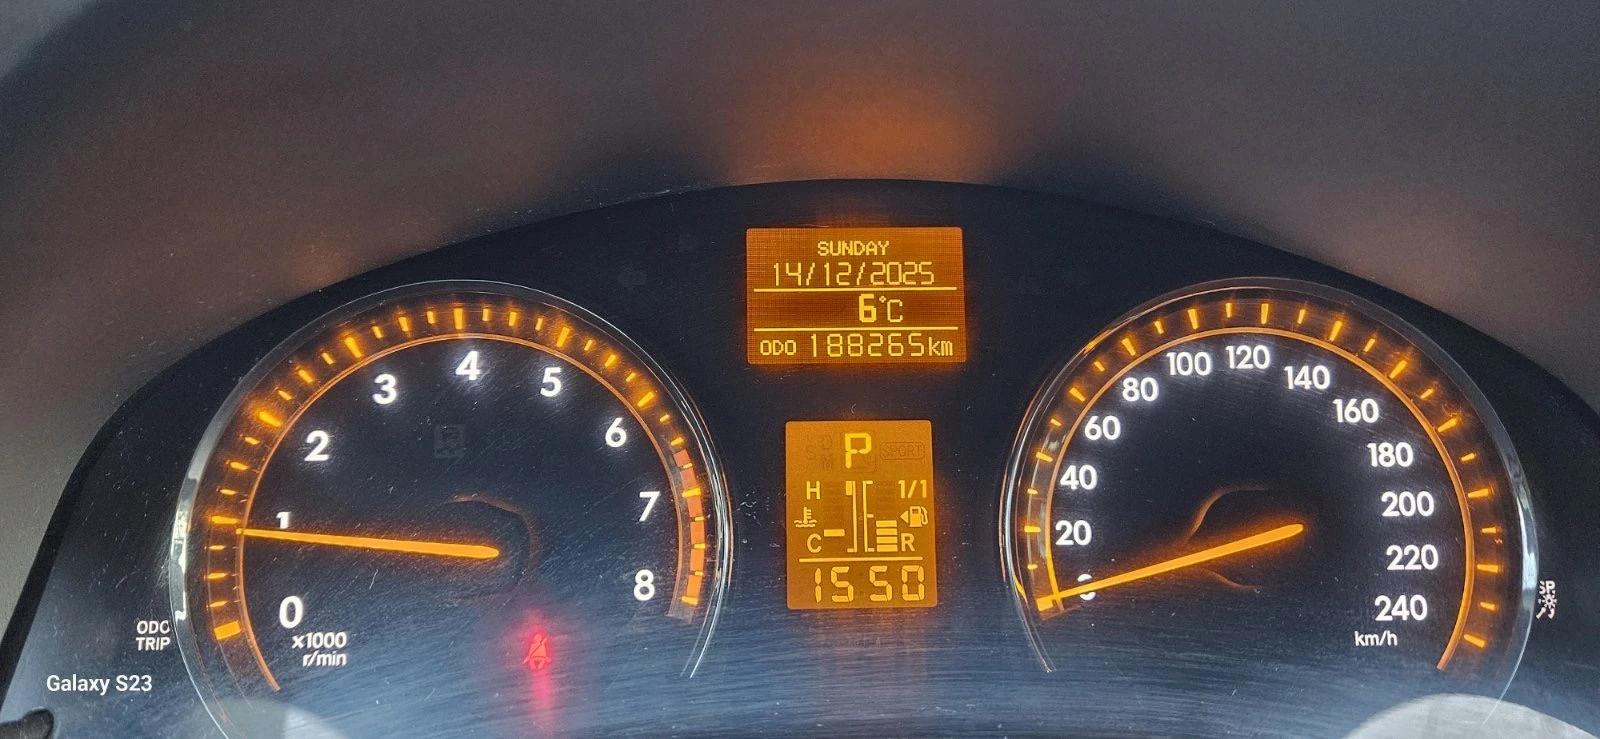 SUNDAY
14/12/2025
6°C
ODO 188265km
P
SPORT
H 1/1
C R
1550
0 1 2 3 4 5 6 7 8
x1000
r/min
0 20 40 60 80 100 120 140 160 180 200 220 240
km/h
ODO
TRIP
Galaxy S23